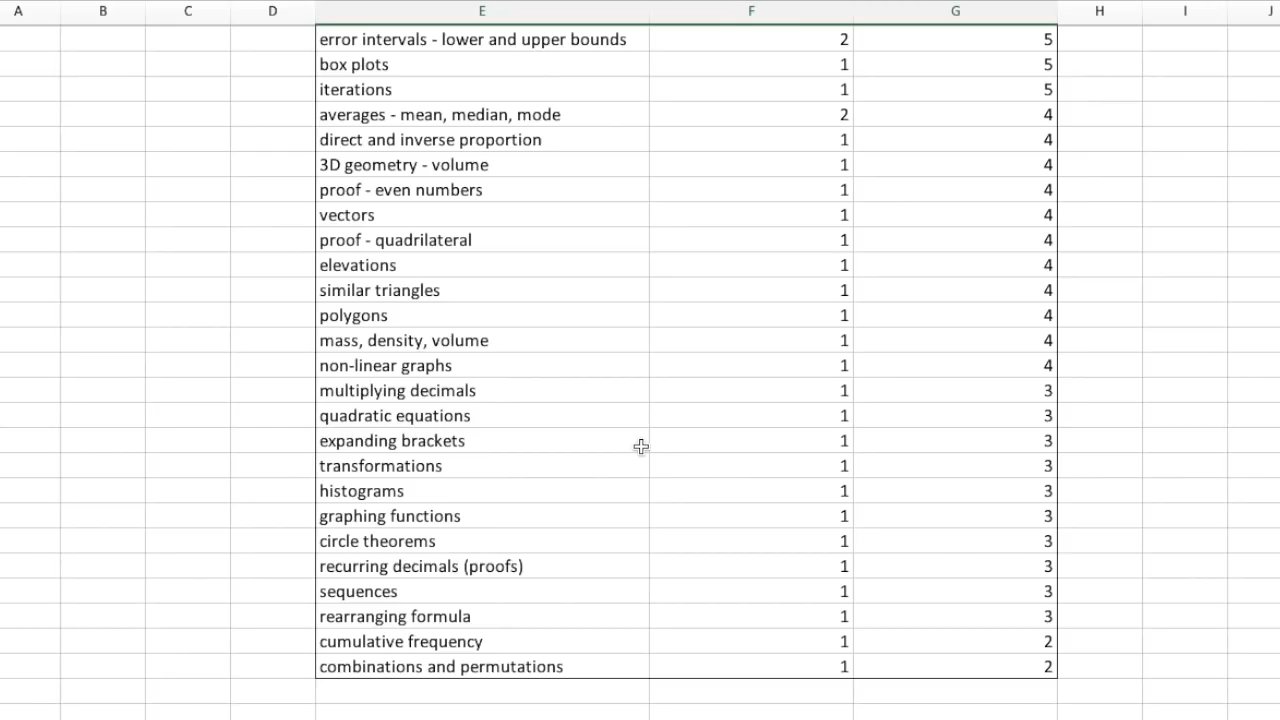 A B C D E F G H I J
error intervals - lower and upper bounds 2 5
box plots 1 5
iterations 1 5
averages - mean, median, mode 2 4
direct and inverse proportion 1 4
3D geometry - volume 1 4
proof - even numbers 1 4
vectors 1 4
proof - quadrilateral 1 4
elevations 1 4
similar triangles 1 4
polygons 1 4
mass, density, volume 1 4
non-linear graphs 1 4
multiplying decimals 1 3
quadratic equations 1 3
expanding brackets 1 3
transformations 1 3
histograms 1 3
graphing functions 1 3
circle theorems 1 3
recurring decimals (proofs) 1 3
sequences 1 3
rearranging formula 1 3
cumulative frequency 1 2
combinations and permutations 1 2